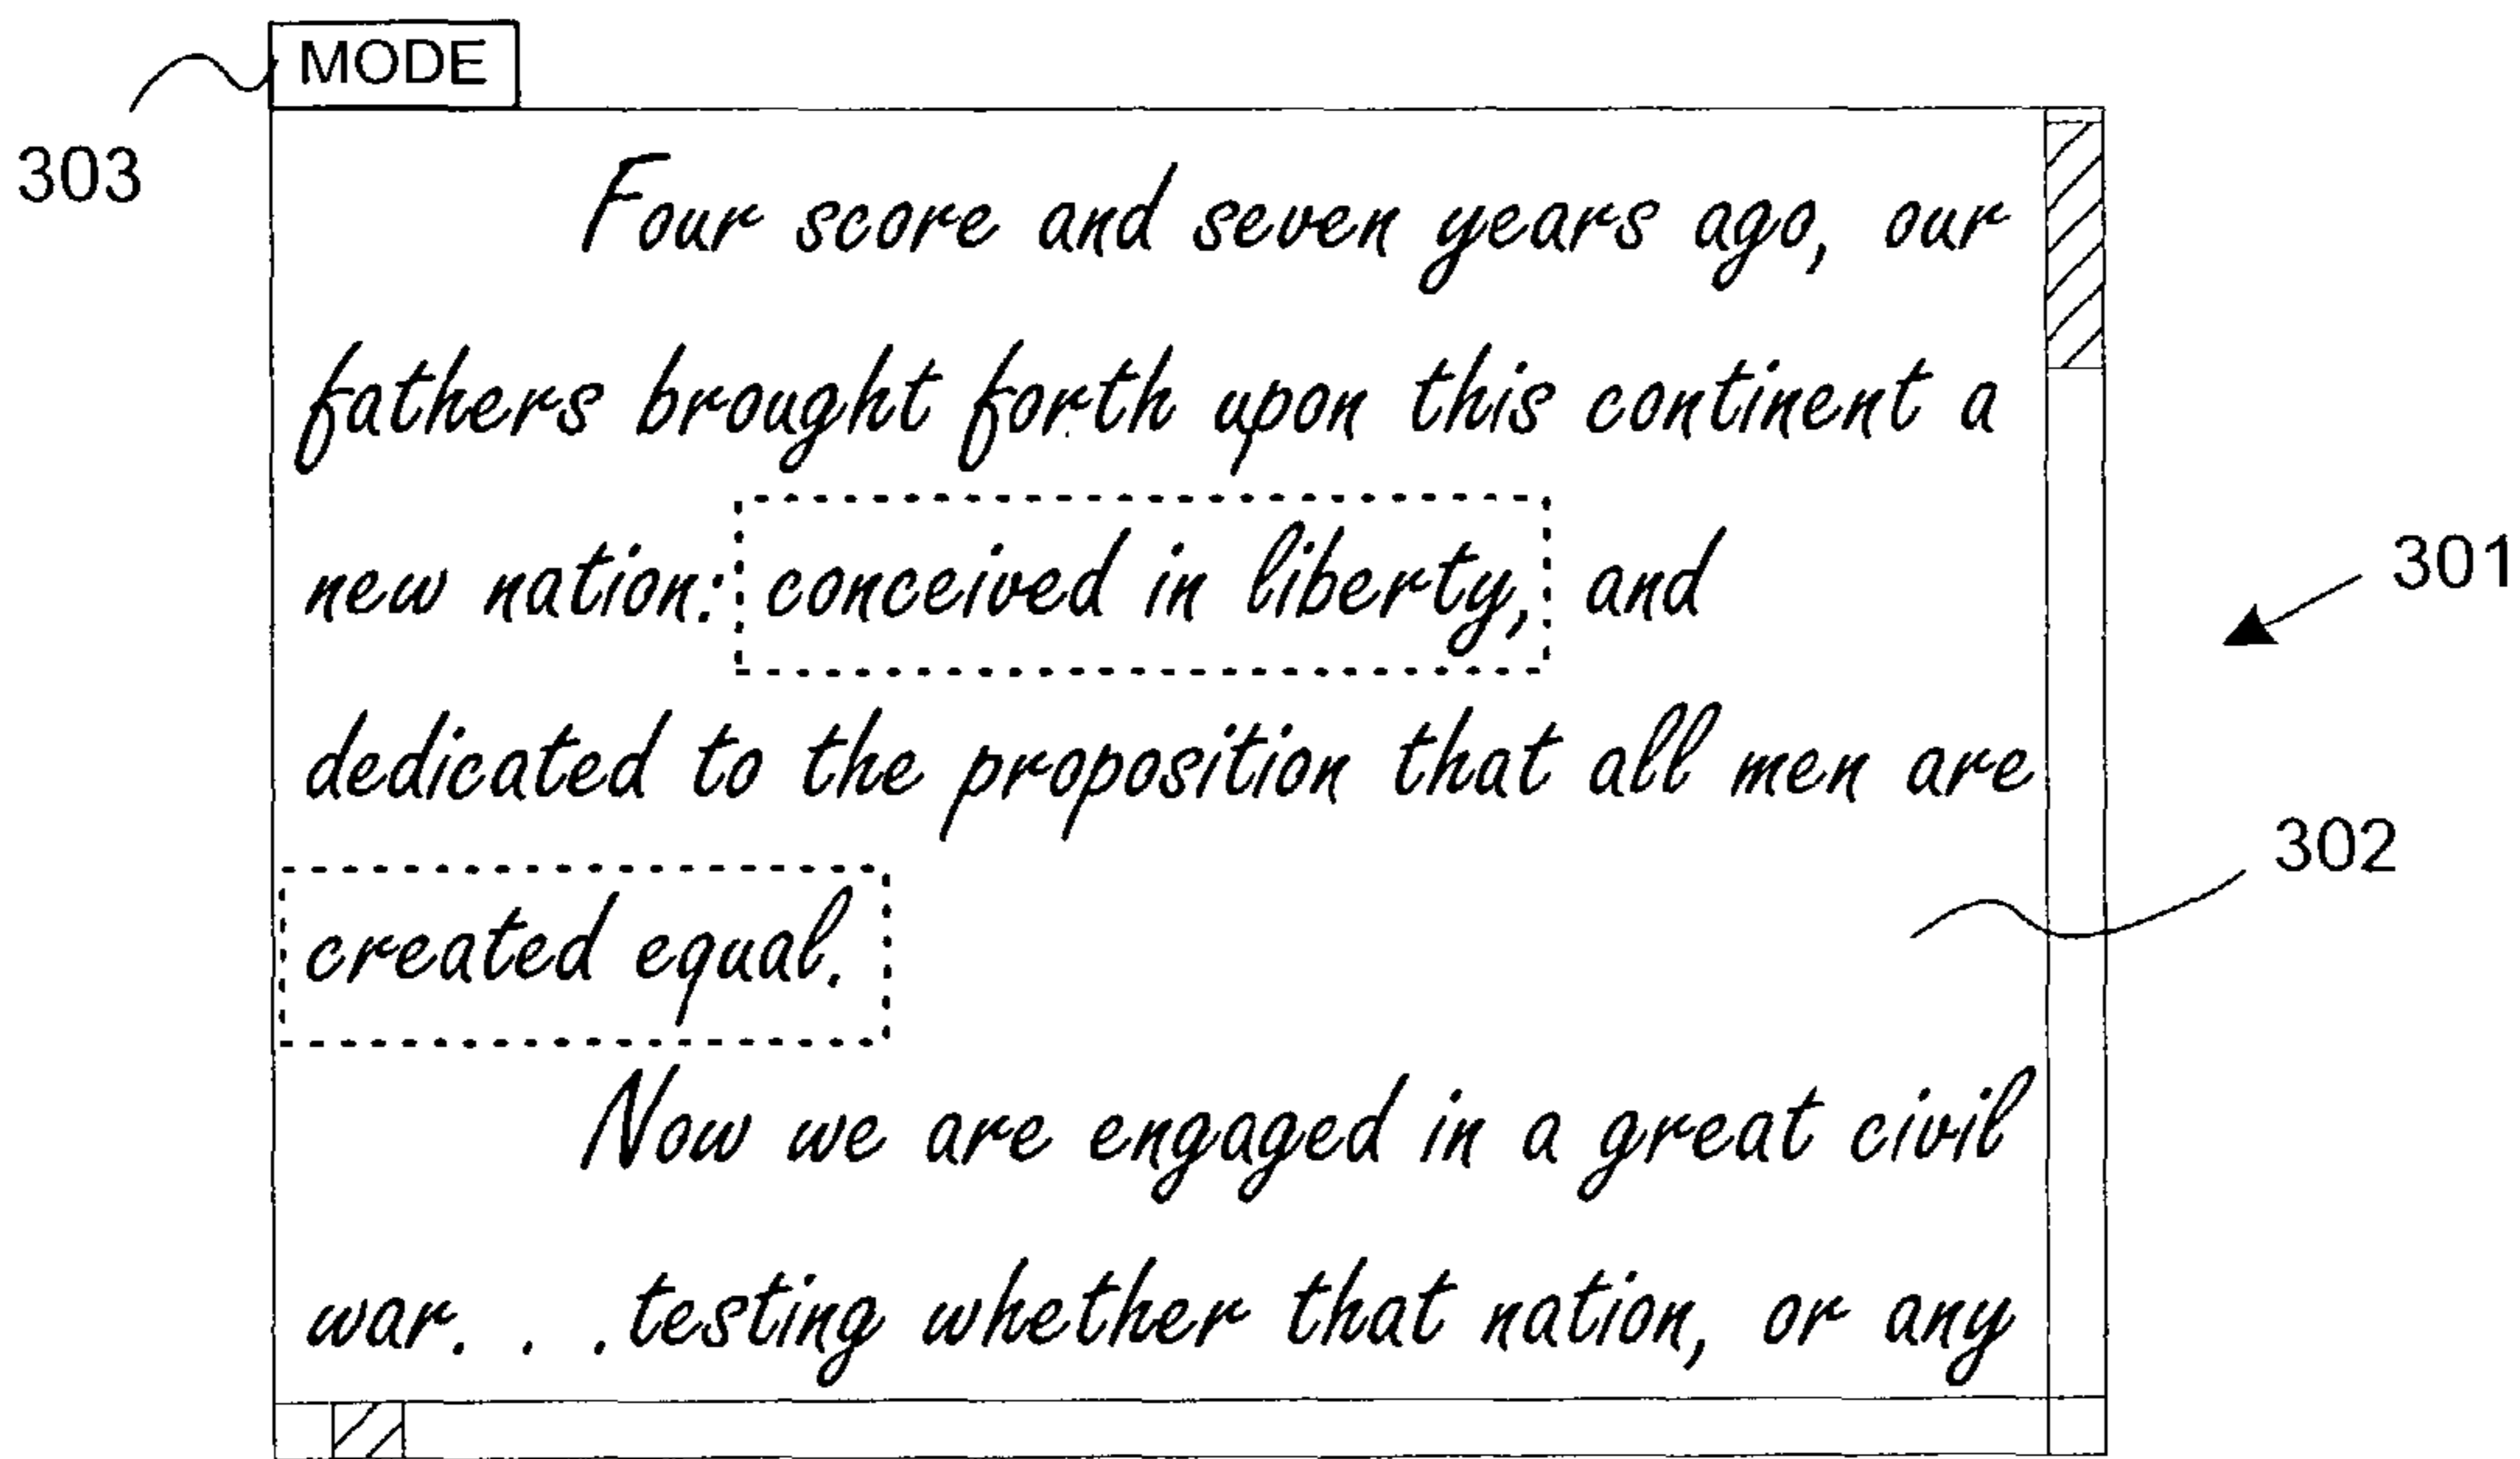 MODE
303
Four score and seven years ago, our
fathers brought forth upon this continent a
new nation: conceived in liberty, and
301
dedicated to the proposition that all men are
302
created equal.
Now we are engaged in a great civil
war. . .testing whether that nation, or any